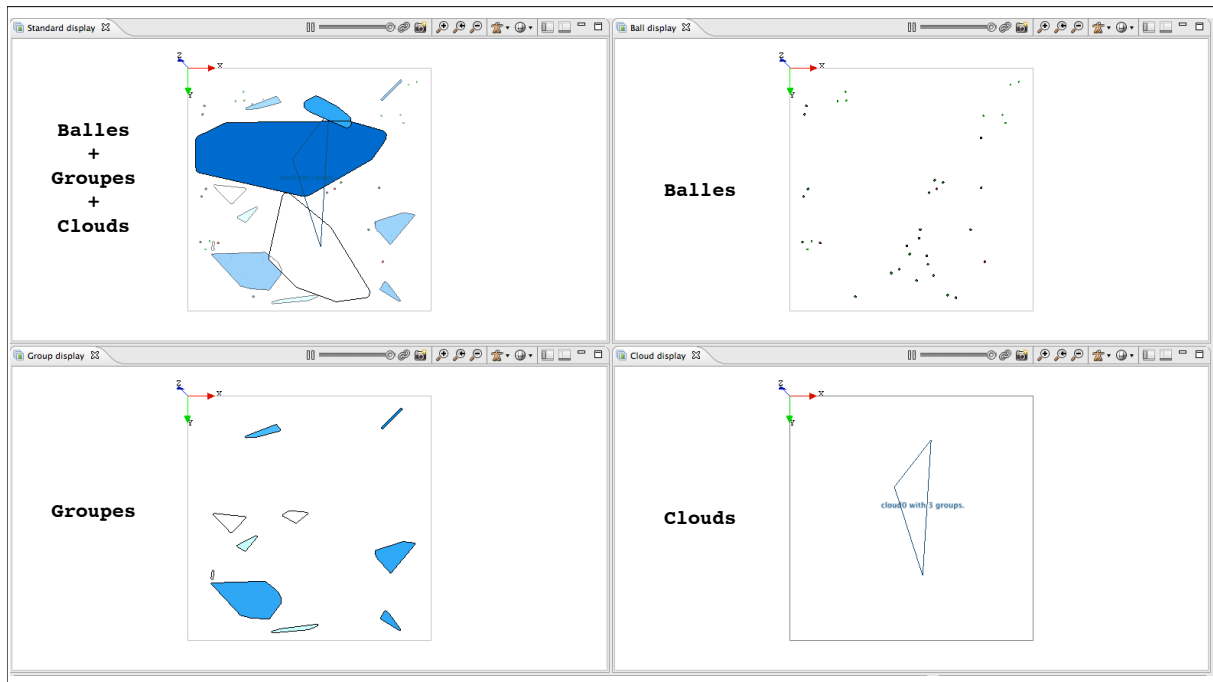 Standard display
Z
X
Y
Balles
+
Groupes
+
Clouds
Ball display
Z
X
Y
Balles
Group display
Z
X
Y
Groupes
Cloud display
Z
X
Y
cloud0 with 3 groups.
Clouds